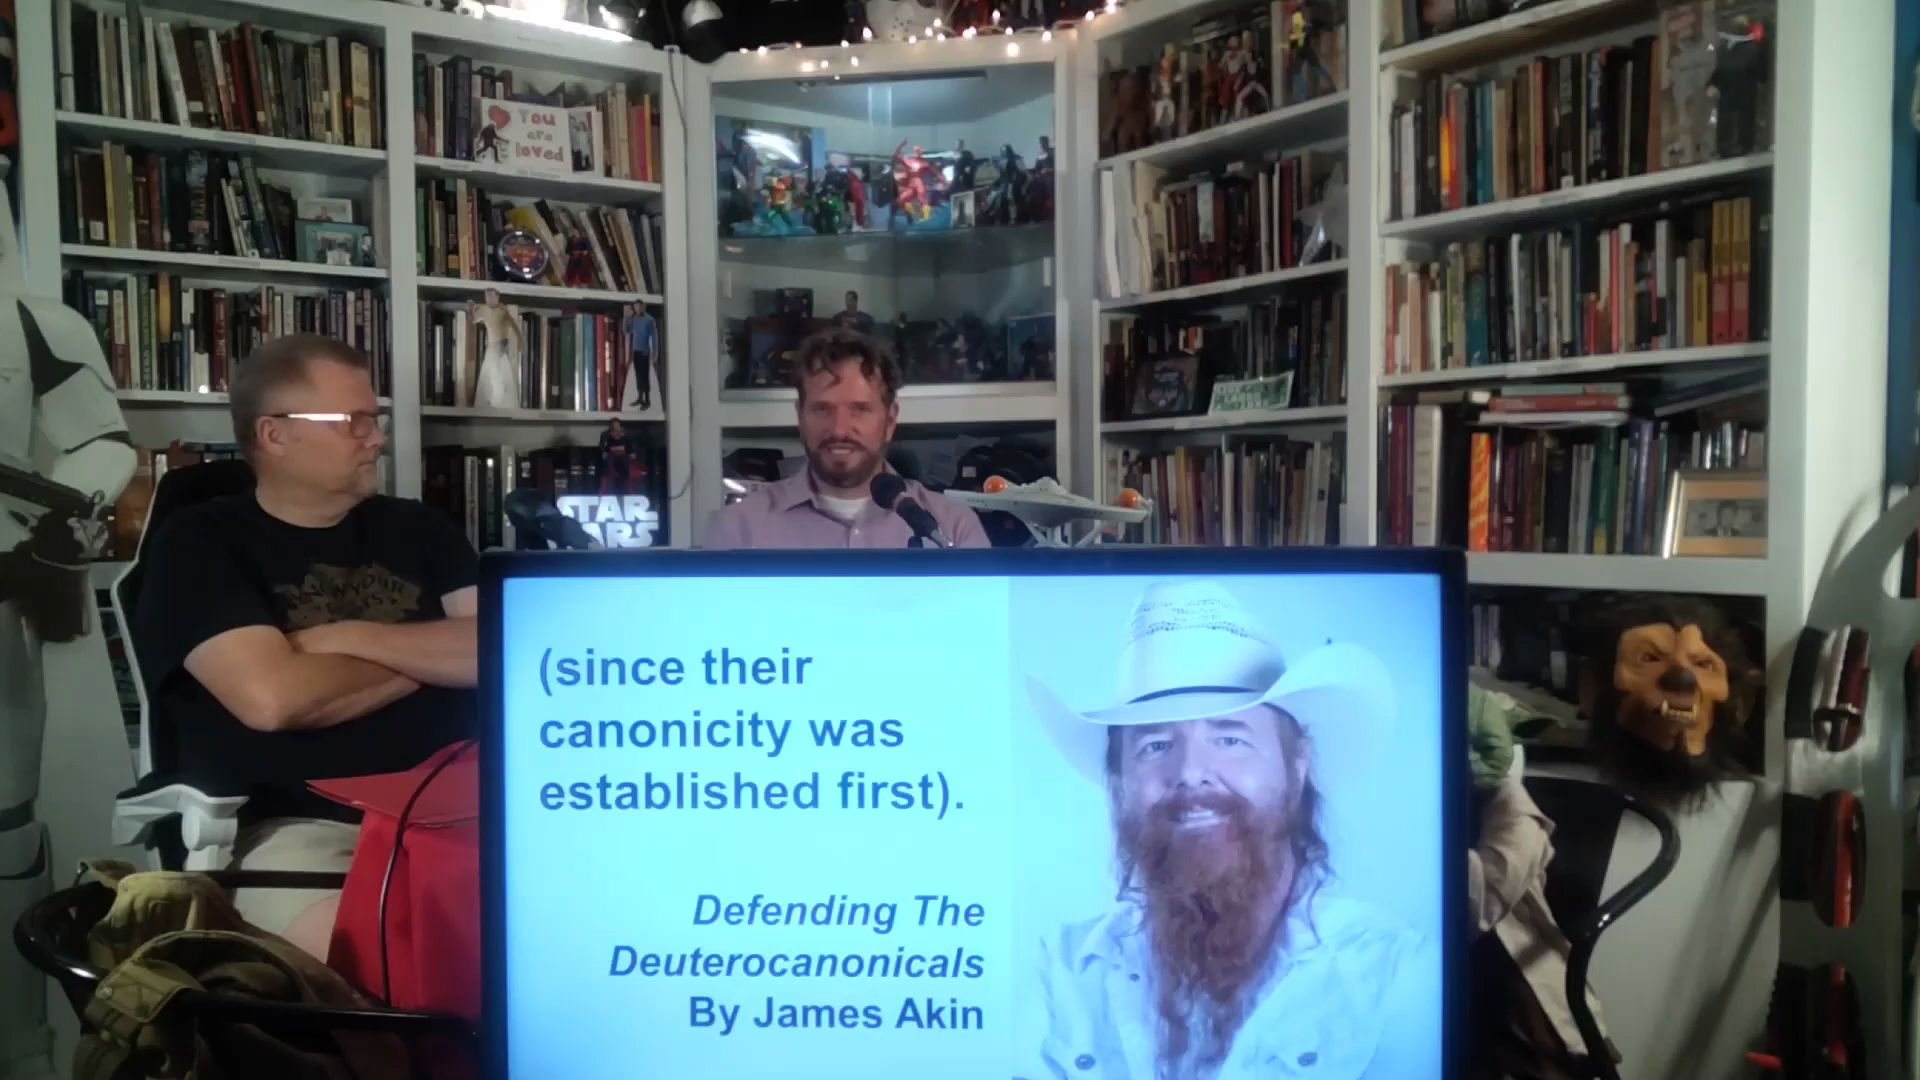 You
are
loved
STAR
WARS
(since their
canonicity was
established first).
Defending The
Deuterocanonicals
By James Akin